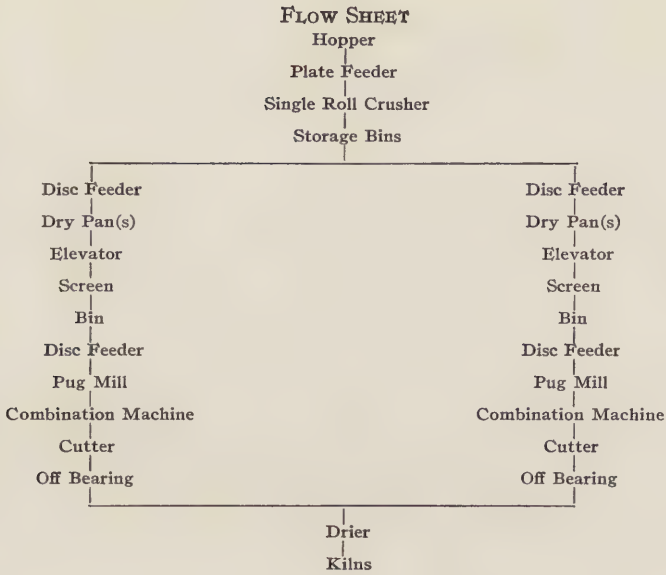 FLOW SHEET
Hopper
Plate Feeder
Single Roll Crusher
Storage Bins
Disc Feeder Disc Feeder
Dry Pan(s) Dry Pan(s)
Elevator Elevator
Screen Screen
Bin Bin
Disc Feeder Disc Feeder
Pug Mill Pug Mill
Combination Machine Combination Machine
Cutter Cutter
Off Bearing Off Bearing
Drier
Kilns